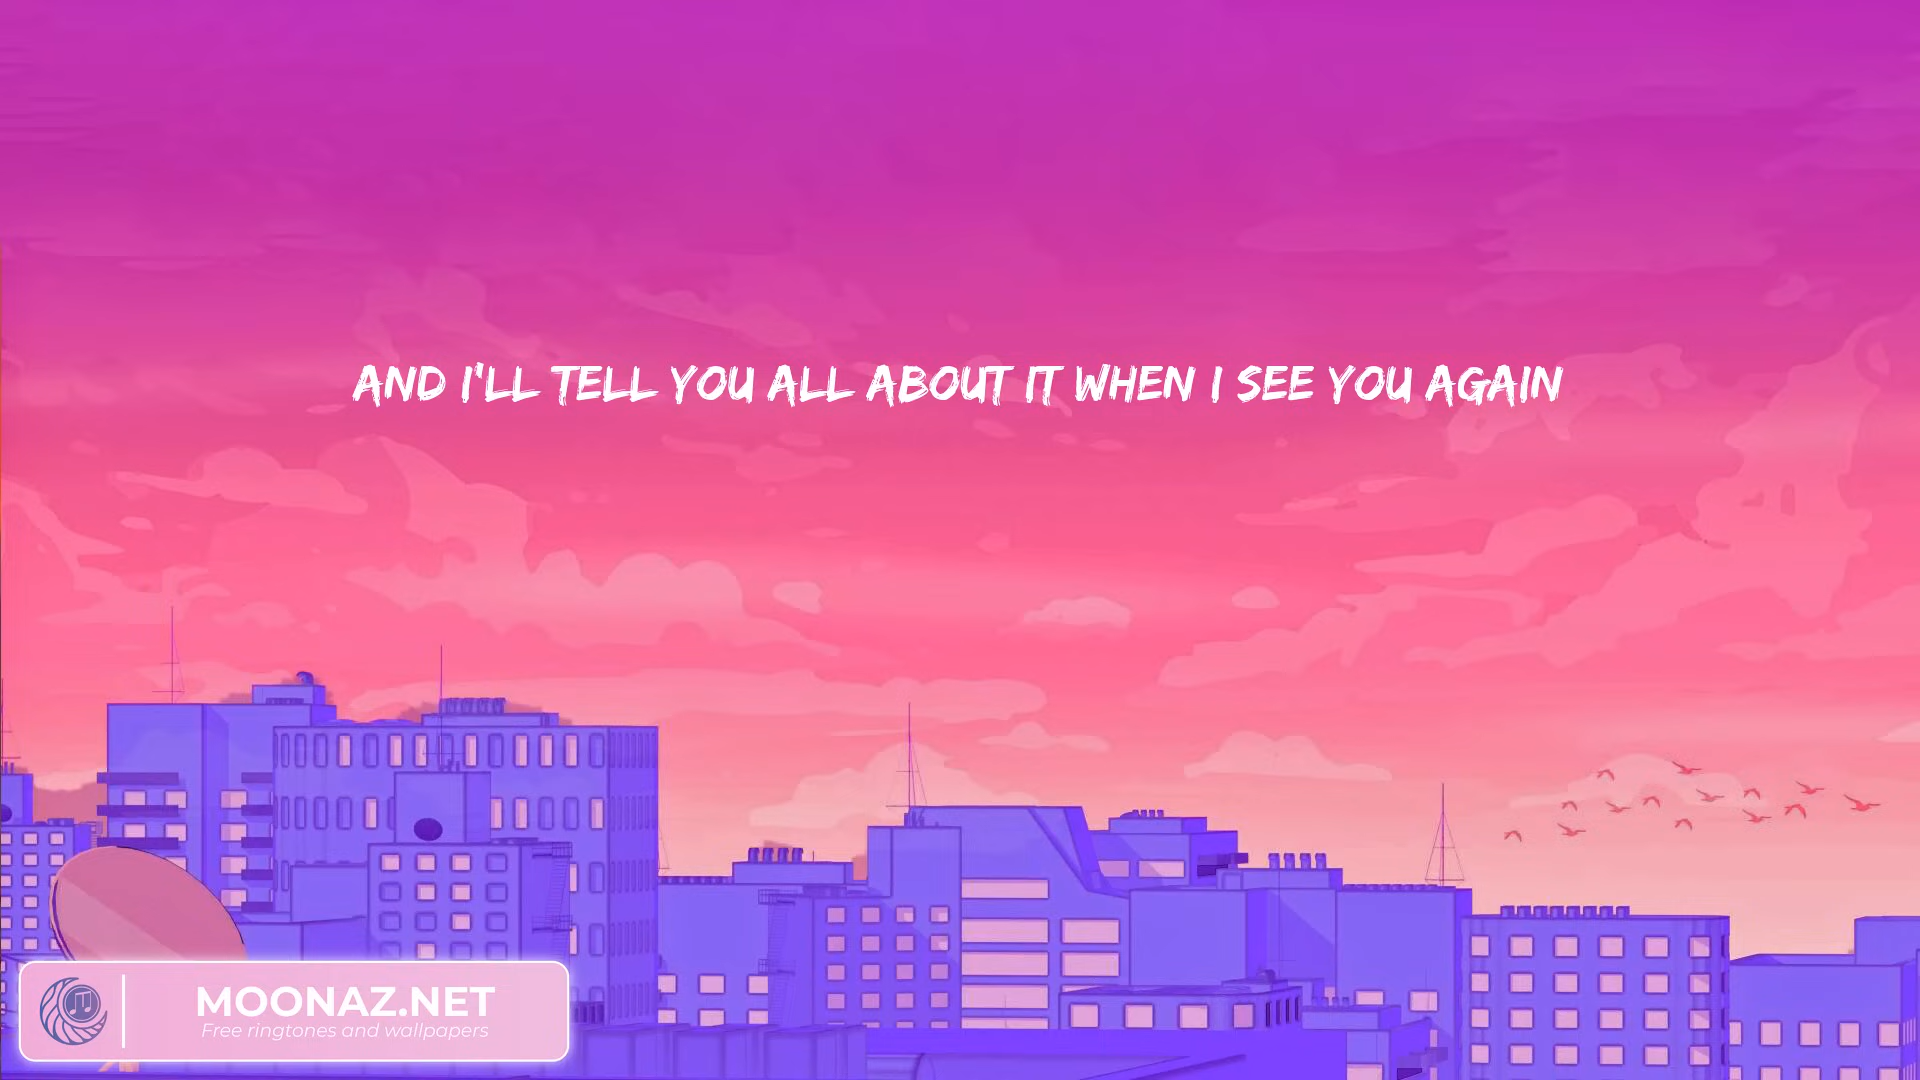 AND I'LL TELL YOU ALL ABOUT IT WHEN I SEE YOU AGAIN
MOONAZ.NET
Free ringtones and wallpapers